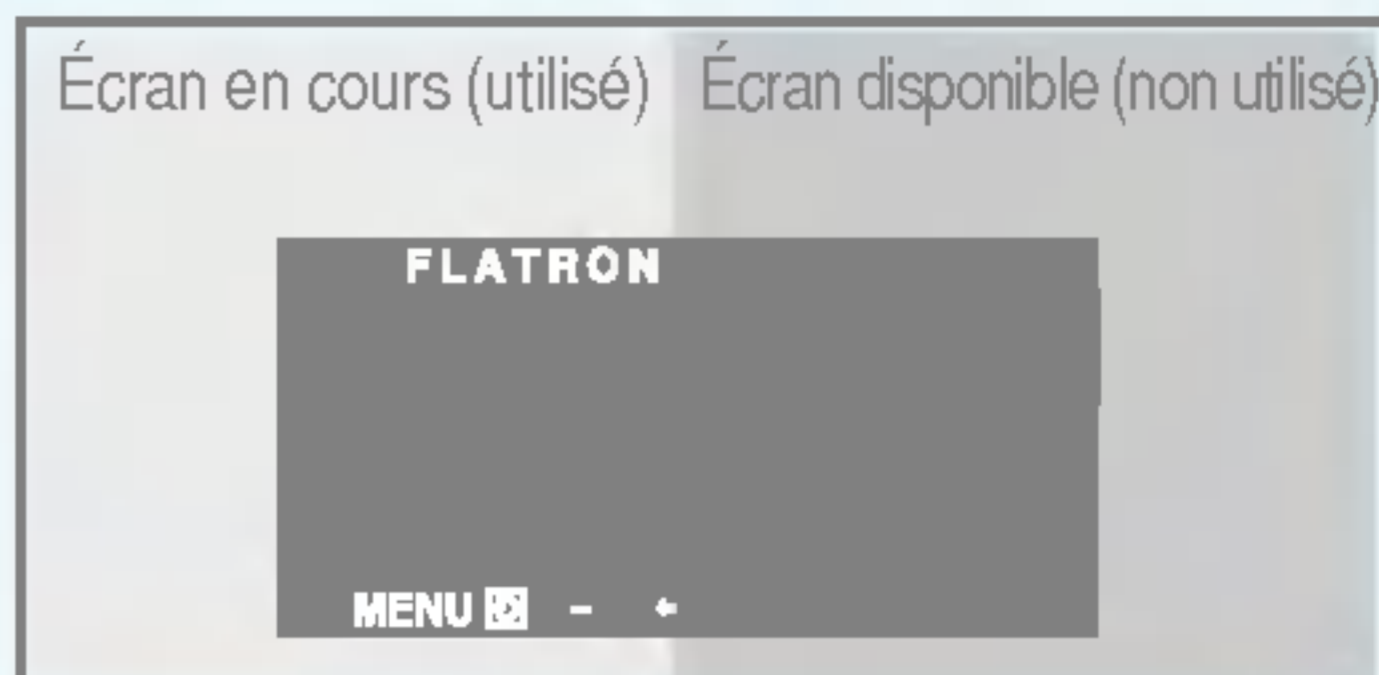 Écran en cours (utilisé) Écran disponible (non utilisé)
FLATRON
MENU -